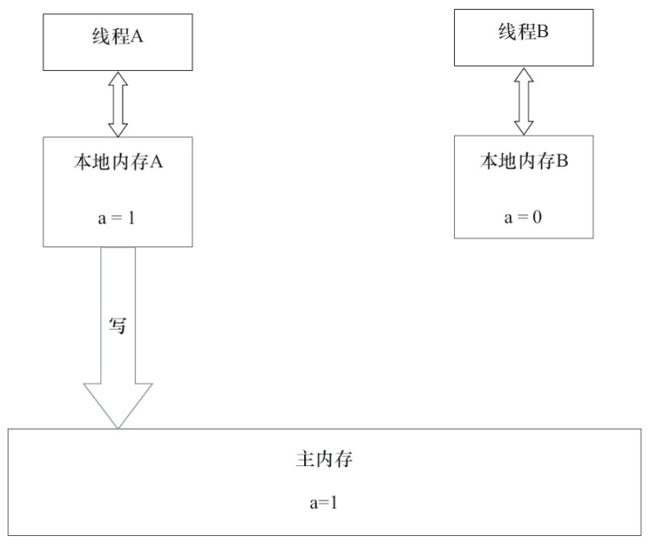 线程A
线程B
本地内存A
a = 1
本地内存B
a = 0
写
主内存
a=1